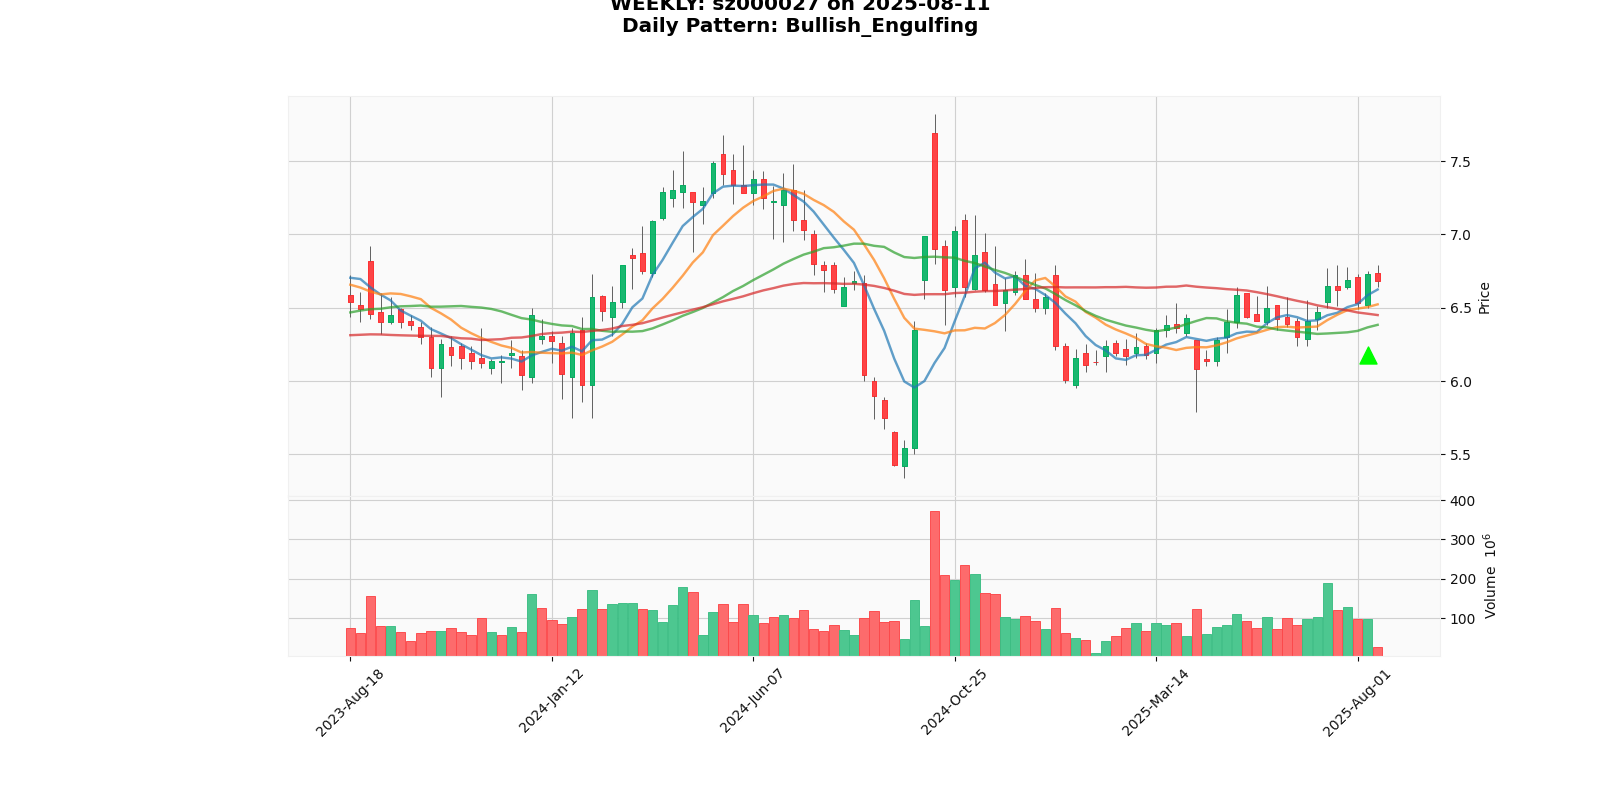 WEEKLY: sz000027 on 2025-08-11
Daily Pattern: Bullish_Engulfing
7.5
7.0
6.5
6.0
5.5
Price
400
300
200
100
Volume 10⁶
2023-Aug-18
2024-Jan-12
2024-Jun-07
2024-Oct-25
2025-Mar-14
2025-Aug-01